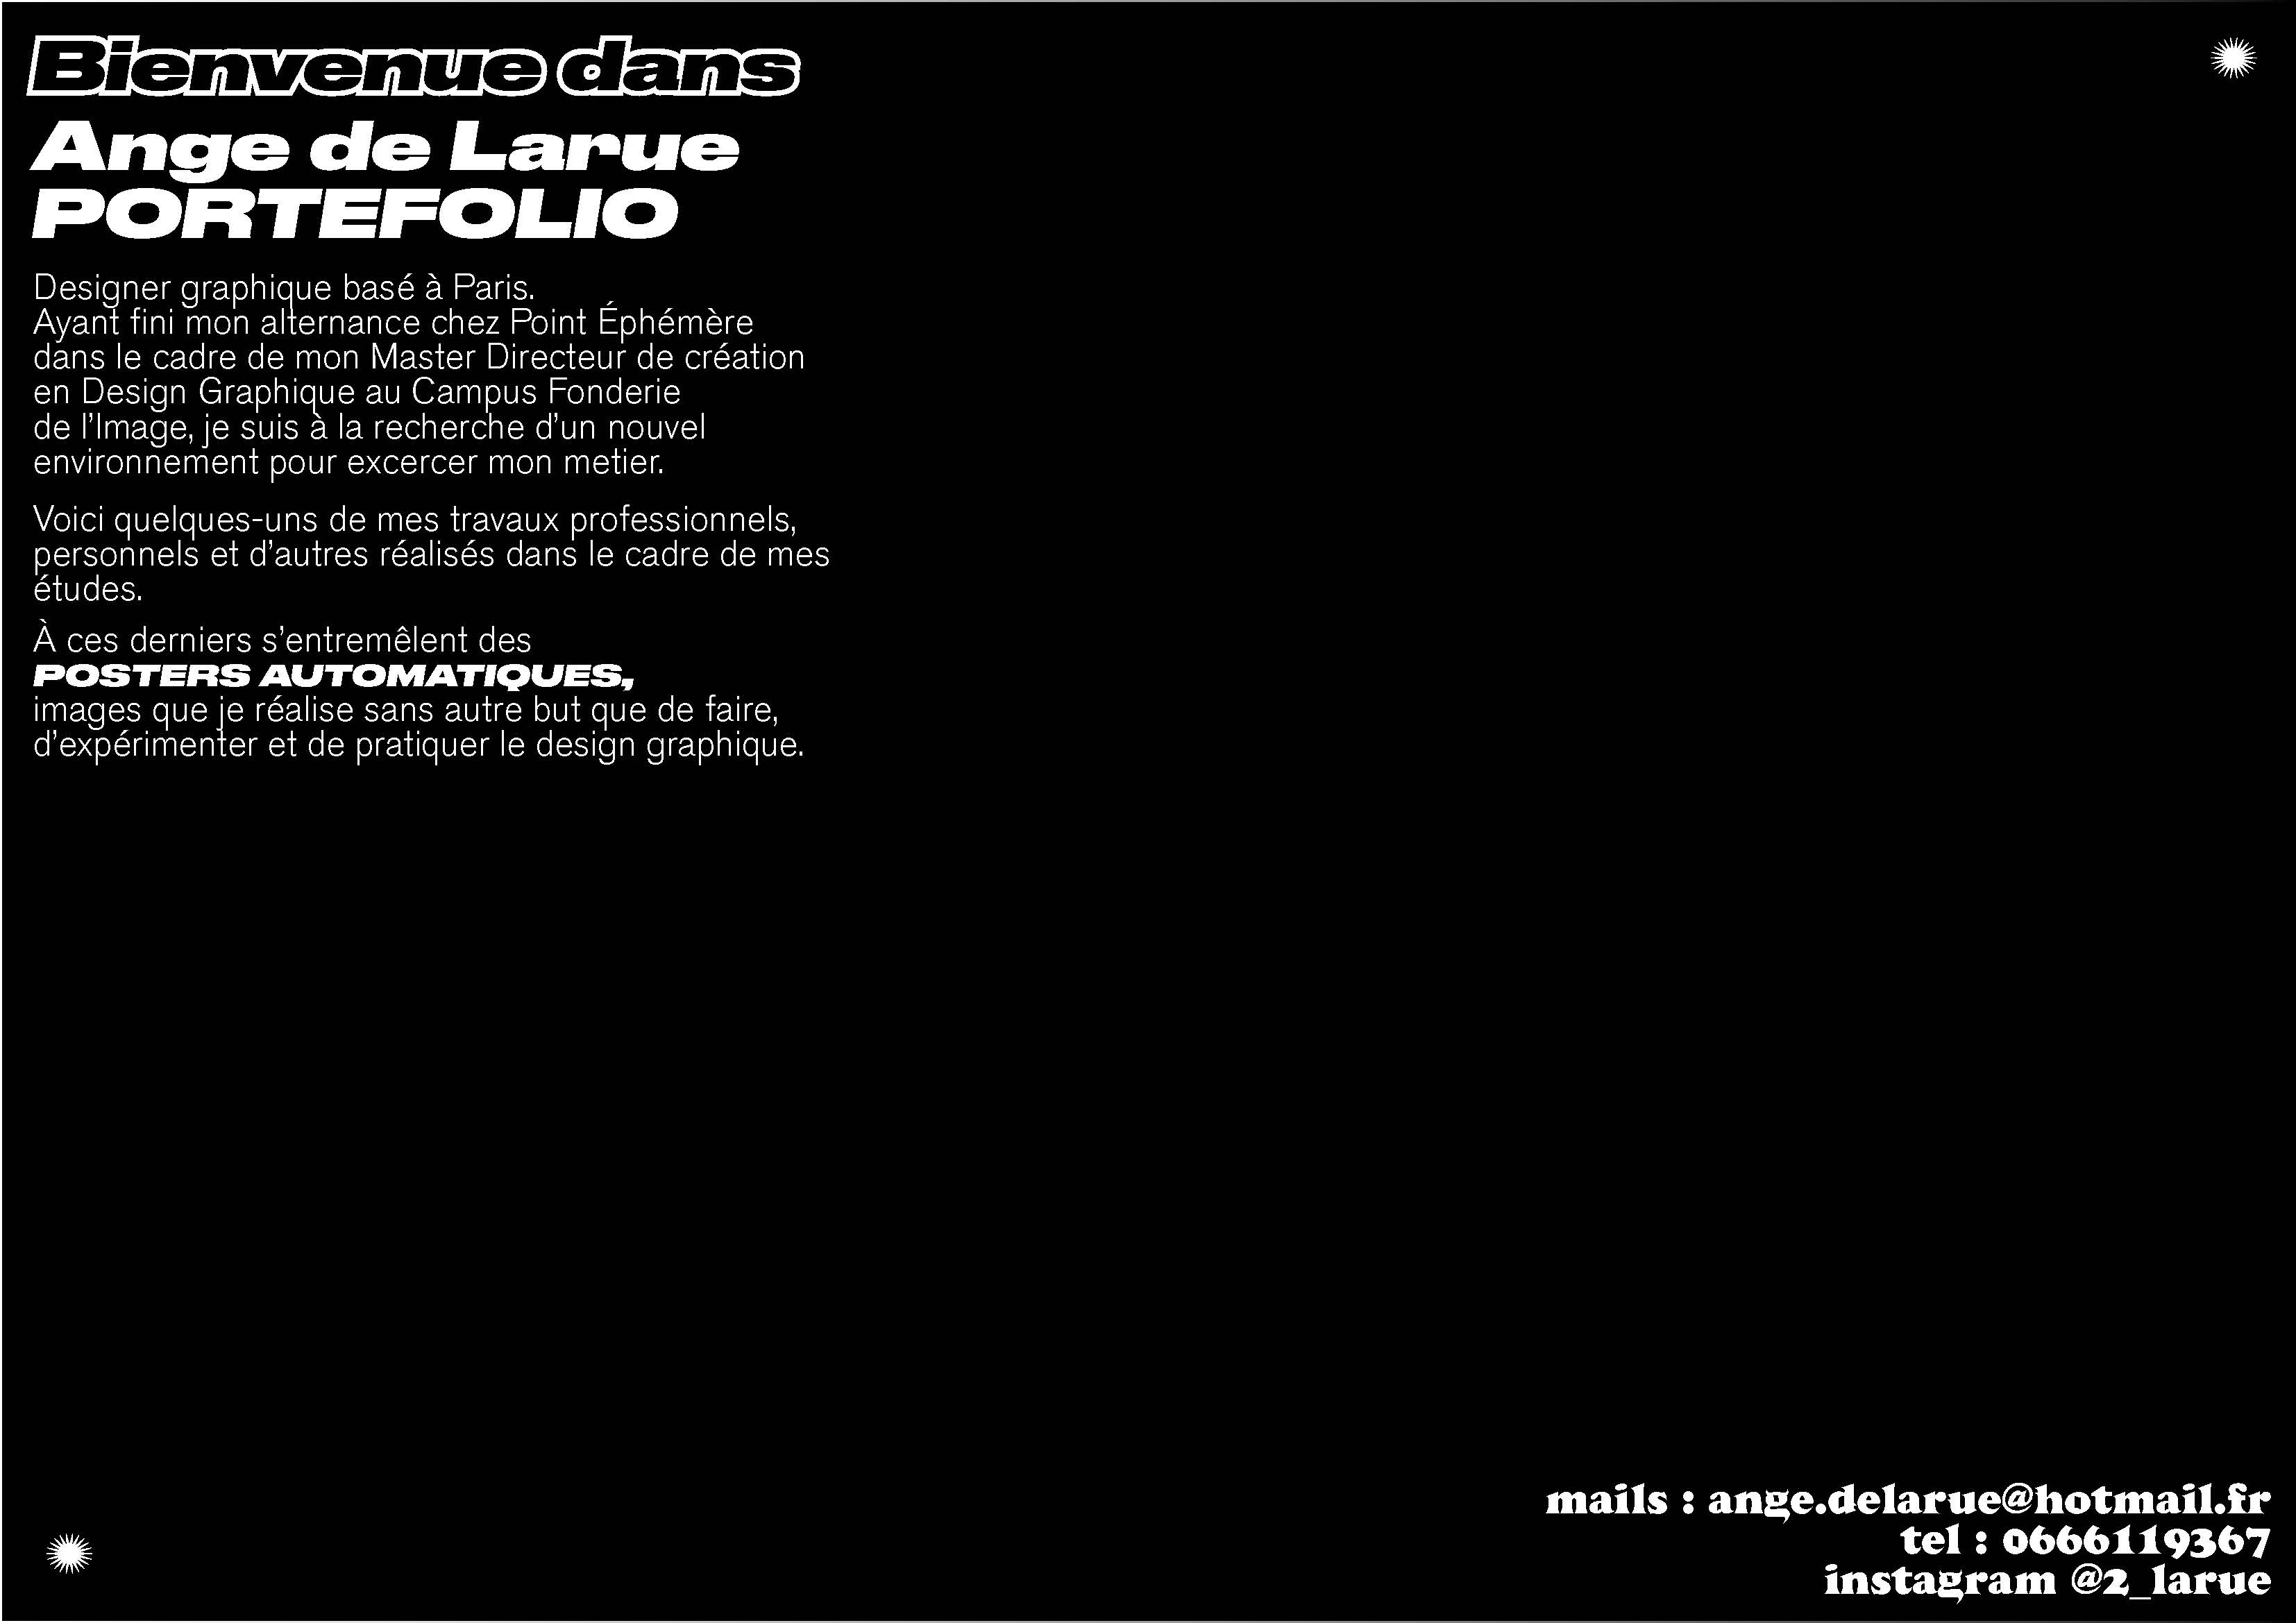 Bienvenue dans
Ange de Larue
PORTEFOLIO
Designer graphique basé à Paris.
Ayant fini mon alternance chez Point Éphémère
dans le cadre de mon Master Directeur de création
en Design Graphique au Campus Fonderie
de l’Image, je suis à la recherche d’un nouvel
environnement pour excercer mon metier.
Voici quelques-uns de mes travaux professionnels,
personnels et d’autres réalisés dans le cadre de mes
études.
À ces derniers s’entremêlent des
POSTERS AUTOMATIQUES,
images que je réalise sans autre but que de faire,
d’expérimenter et de pratiquer le design graphique.
mails : ange.delarue@hotmail.fr
tel : 0666119367
instagram @2_larue